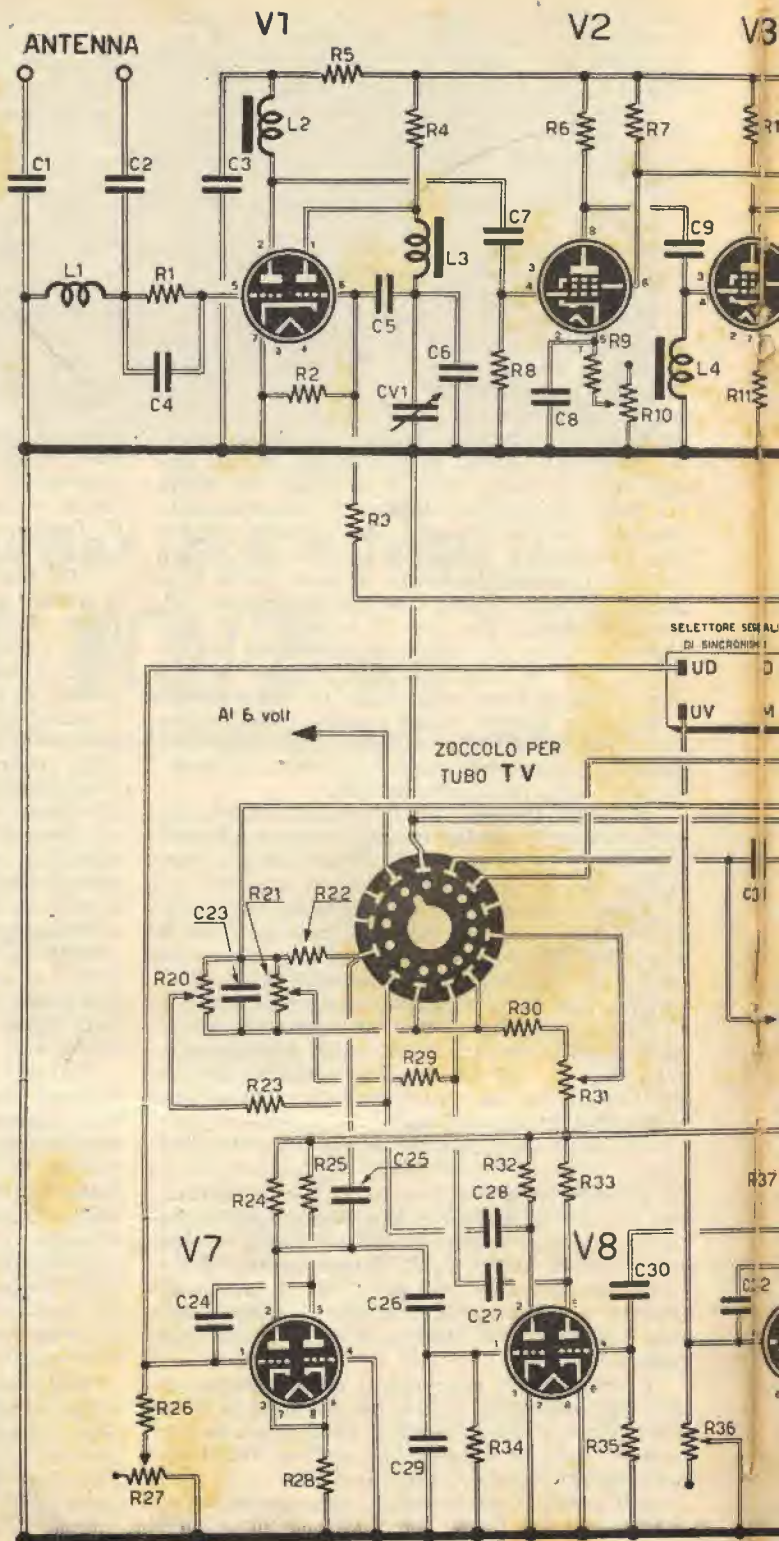 V1
V2
V3
ANTENNA
R5
L2
R4
R6
R7
R1
C1
C2
C3
C7
C9
L1
R1
L3
C5
C6
C4
R2
CV1
R8
C8
R9
R10
L4
R11
R3
SELETTORE
DI
UD
D
UV
M
Al 6 volt
ZOCCOLO PER
TUBO TV
C23
R21
R22
R20
R30
R29
R23
R31
R24
R25
C25
R32
R33
C28
R37
V7
V8
C24
C26
C27
C30
R26
R27
R28
C29
R34
R35
R36